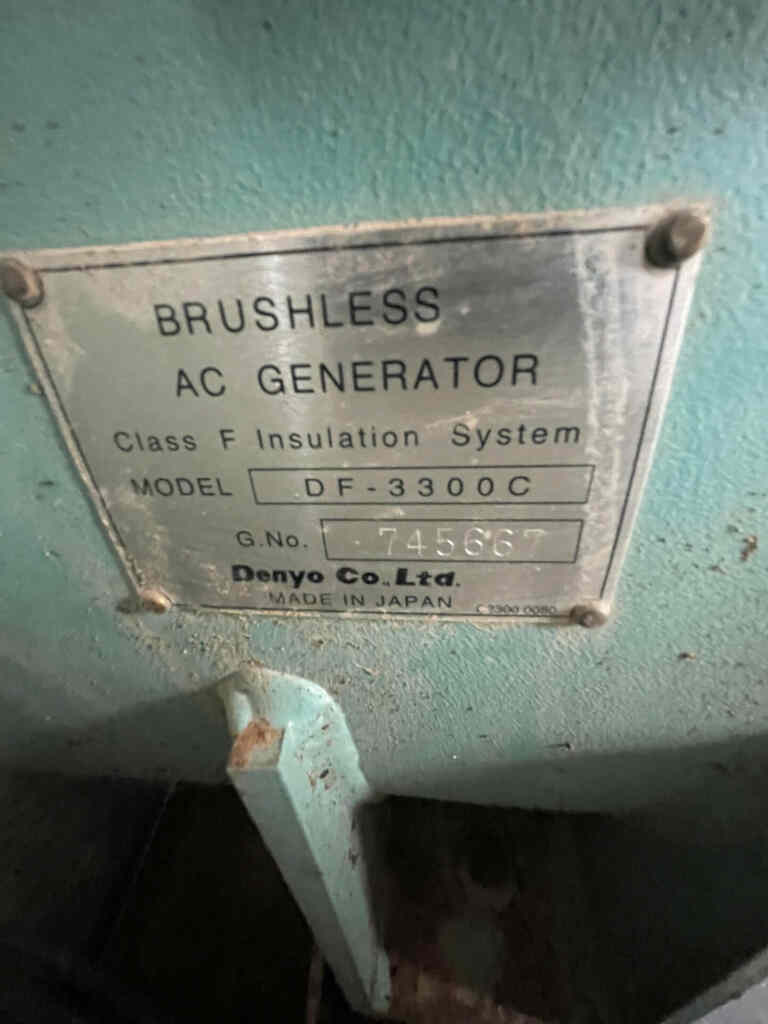 BRUSHLESS
AC GENERATOR
Class F Insulation System
MODEL DF-3300C
G.No. 745667
Denyo Co., Ltd.
MADE IN JAPAN